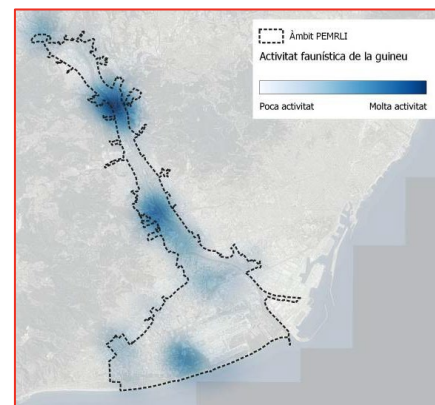 Àmbit PEMRLI
Activitat faunística de la guineu
Poca activitat Molta activitat